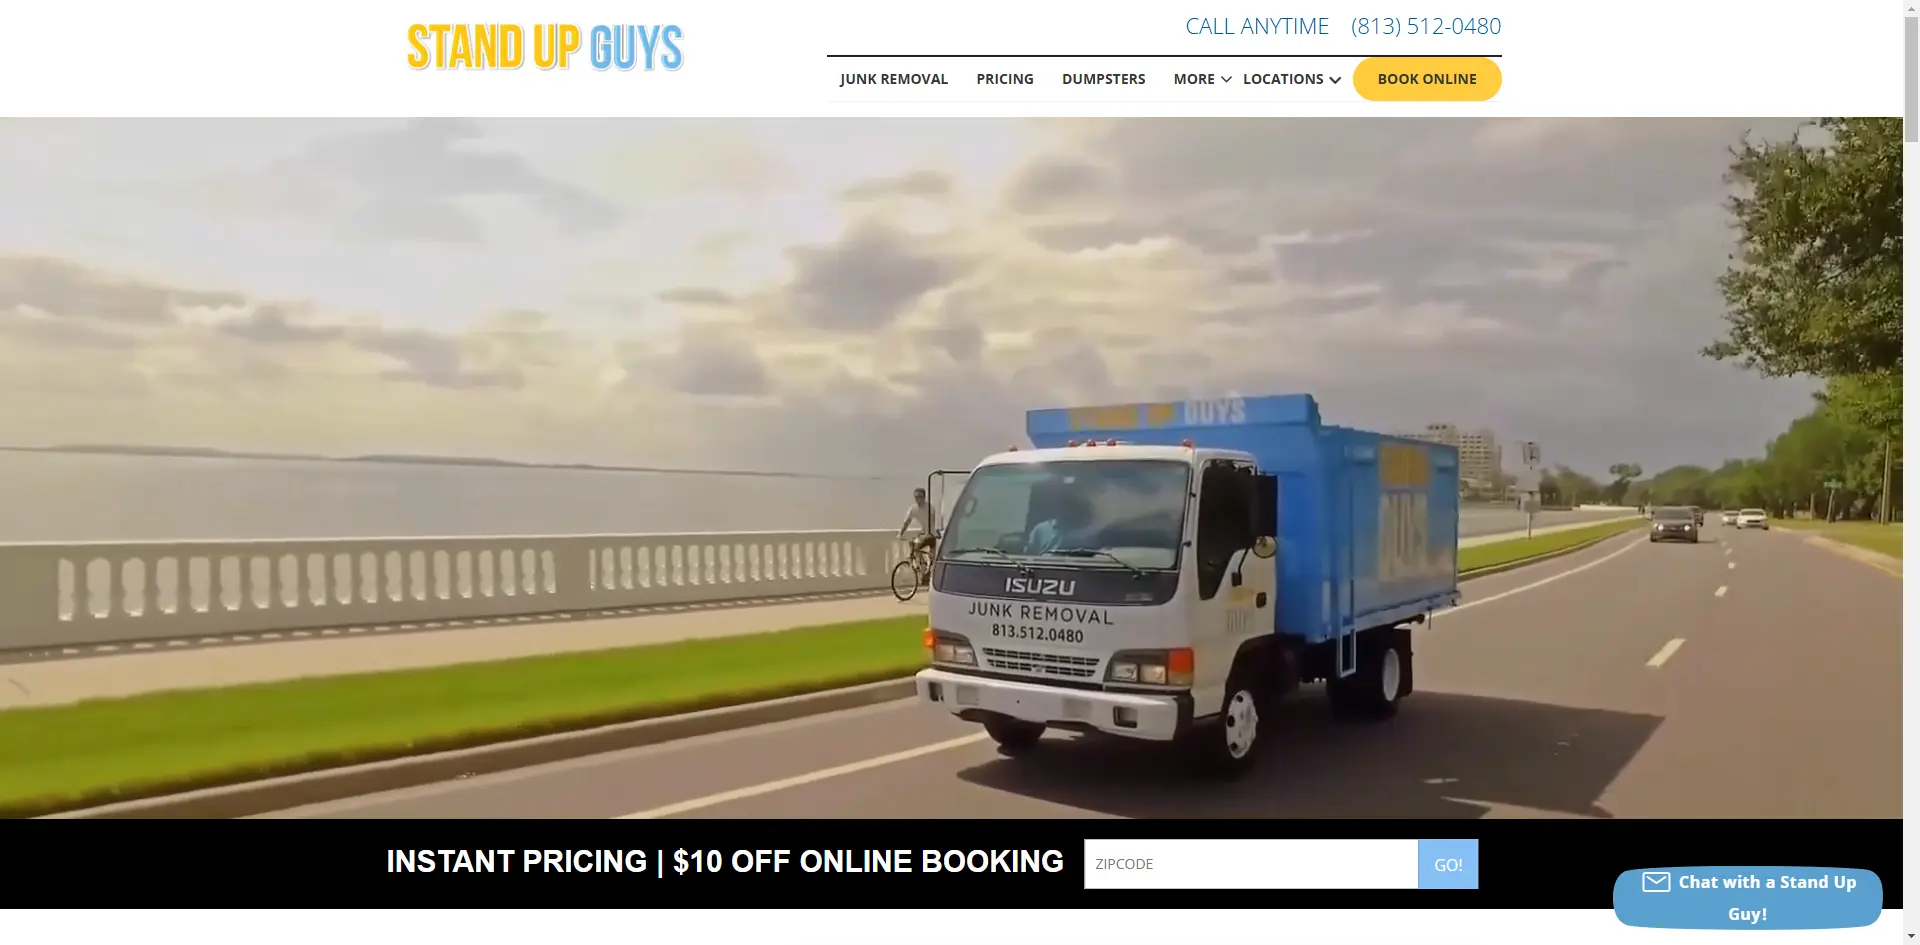 STAND UP GUYS
CALL ANYTIME (813) 512-0480
JUNK REMOVAL PRICING DUMPSTERS MORE LOCATIONS BOOK ONLINE
GUYS
ISUZU
JUNK REMOVAL
813.512.0480
INSTANT PRICING | $10 OFF ONLINE BOOKING
ZIPCODE
GO!
Chat with a Stand Up
Guy!